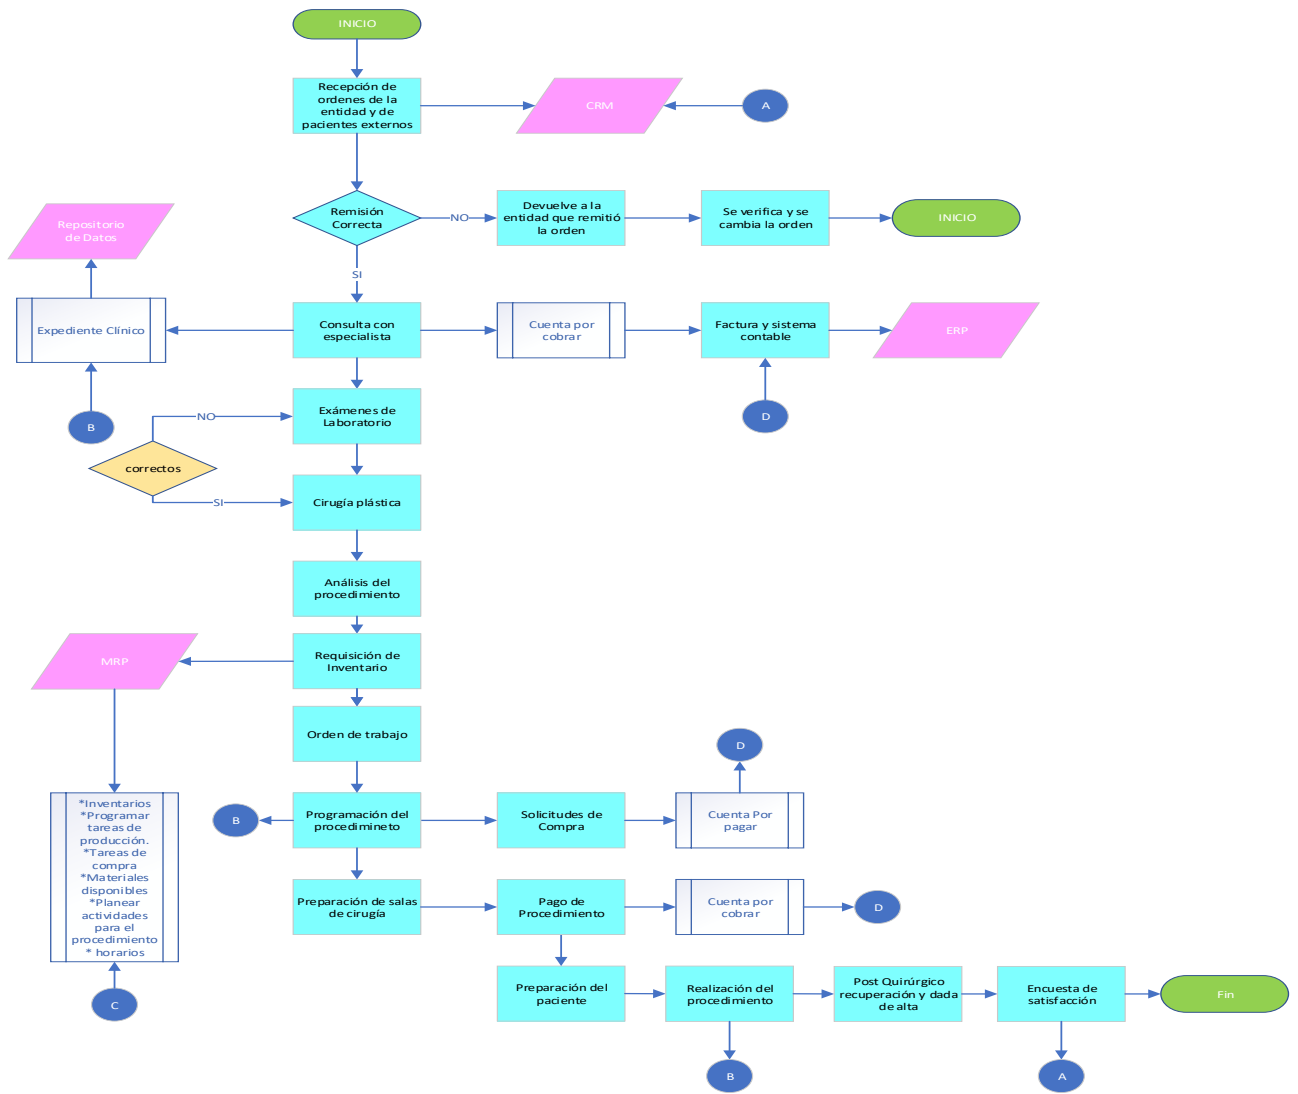 INICIO
Recepción de
ordenes de la
entidad y de
pacientes externos
CRM
A
Remisión
Correcta
NO
Devuelve a la
entidad que remitió
la orden
Se verifica y se
cambia la orden
INICIO
Repositorio
de Datos
SI
Expediente Clínico
Consulta con
especialista
Cuenta por
cobrar
Factura y sistema
contable
ERP
B
D
NO
Exámenes de
Laboratorio
correctos
SI
Cirugía plástica
Análisis del
procedimiento
MRP
Requisición de
Inventario
Orden de trabajo
D
*Inventarios
*Programar
tareas de
producción.
*Tareas de
compra
*Materiales
disponibles
*Planear
actividades
para el
procedimiento
* horarios
B
Programación del
procedimineto
Solicitudes de
Compra
Cuenta Por
pagar
Preparación de salas
de cirugía
Pago de
Procedimiento
Cuenta por
cobrar
D
C
Preparación del
paciente
Realización del
procedimiento
Post Quirúrgico
recuperación y dada
de alta
Encuesta de
satisfacción
Fin
B
A